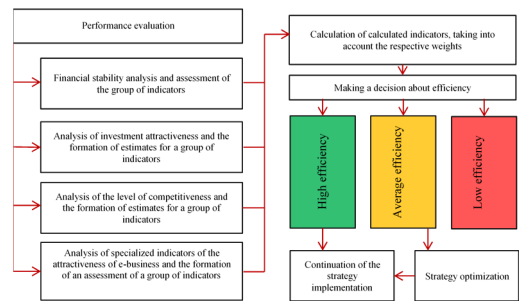 Performance evaluation
Financial stability analysis and assessment of
the group of indicators
Analysis of investment attractiveness and the
formation of estimates for a group of
indicators
Analysis of the level of competitiveness and
the formation of estimates for a group of
indicators
Analysis of specialized indicators of the
attractiveness of e-business and the formation
of an assessment of a group of indicators
Calculation of calculated indicators, taking into
account the respective weights
Making a decision about efficiency
High efficiency
Average efficiency
Low efficiency
Continuation of the
strategy
implementation
Strategy optimization